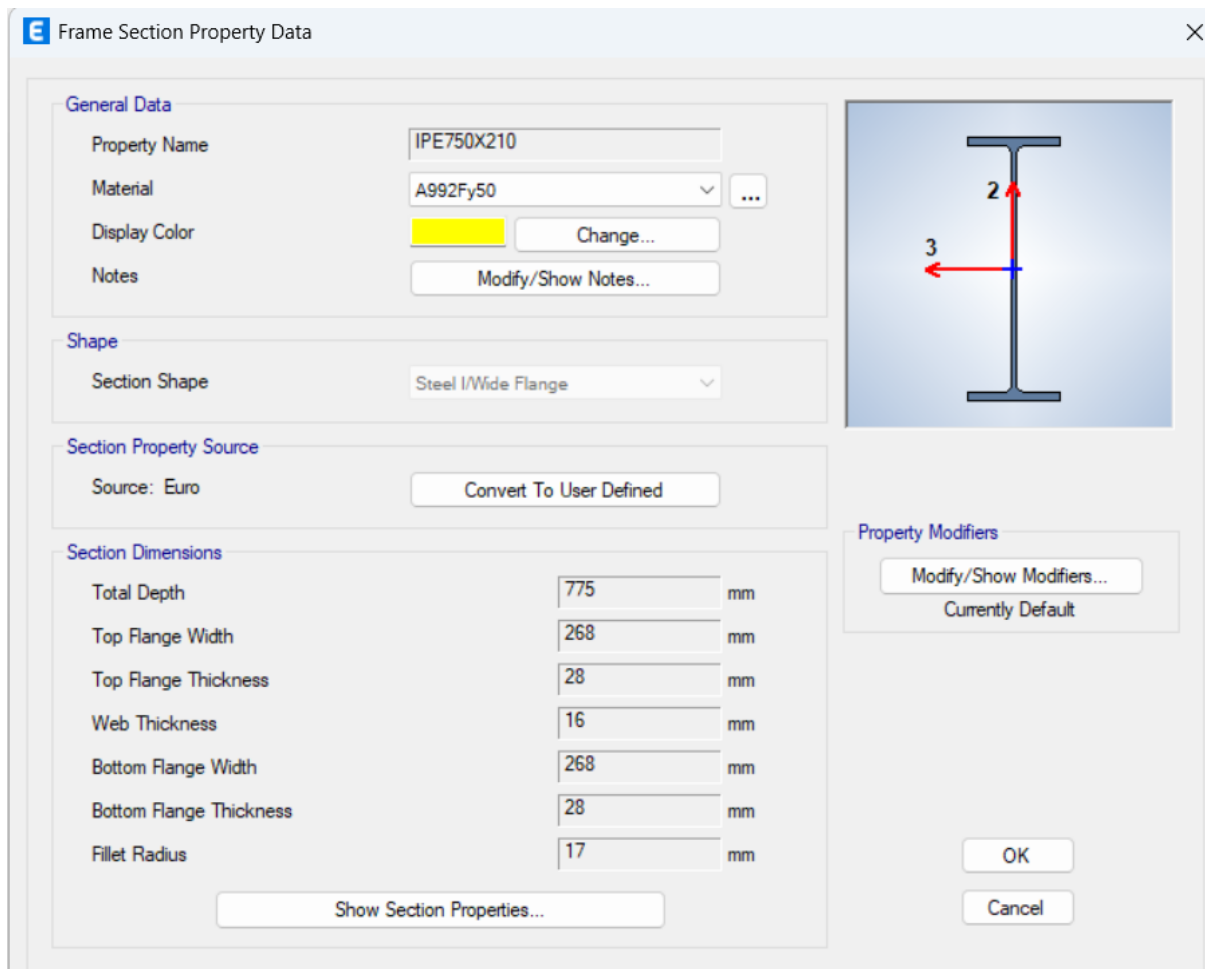 E Frame Section Property Data
General Data
Property Name IPE750X210
Material A992Fy50 ...
Display Color Change...
Notes Modify/Show Notes...
Shape
Section Shape Steel I/Wide Flange
Section Property Source
Source: Euro Convert To User Defined
Section Dimensions
Total Depth 775 mm
Top Flange Width 268 mm
Top Flange Thickness 28 mm
Web Thickness 16 mm
Bottom Flange Width 268 mm
Bottom Flange Thickness 28 mm
Fillet Radius 17 mm
Show Section Properties...
2
3
Property Modifiers
Modify/Show Modifiers...
Currently Default
OK
Cancel